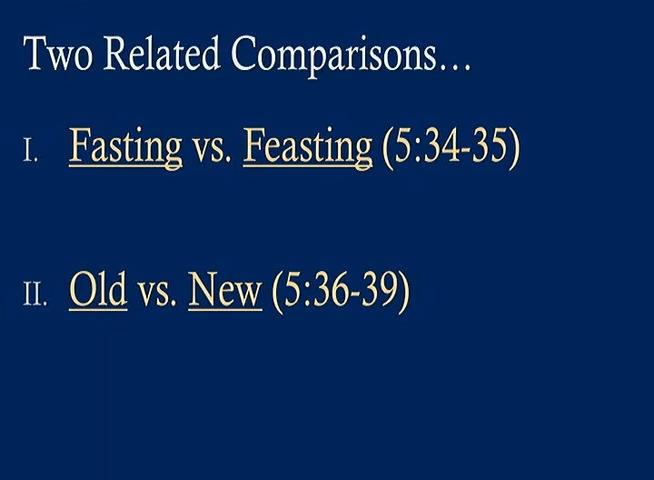 Two Related Comparisons…
I. Fasting vs. Feasting (5:34-35)
II. Old vs. New (5:36-39)